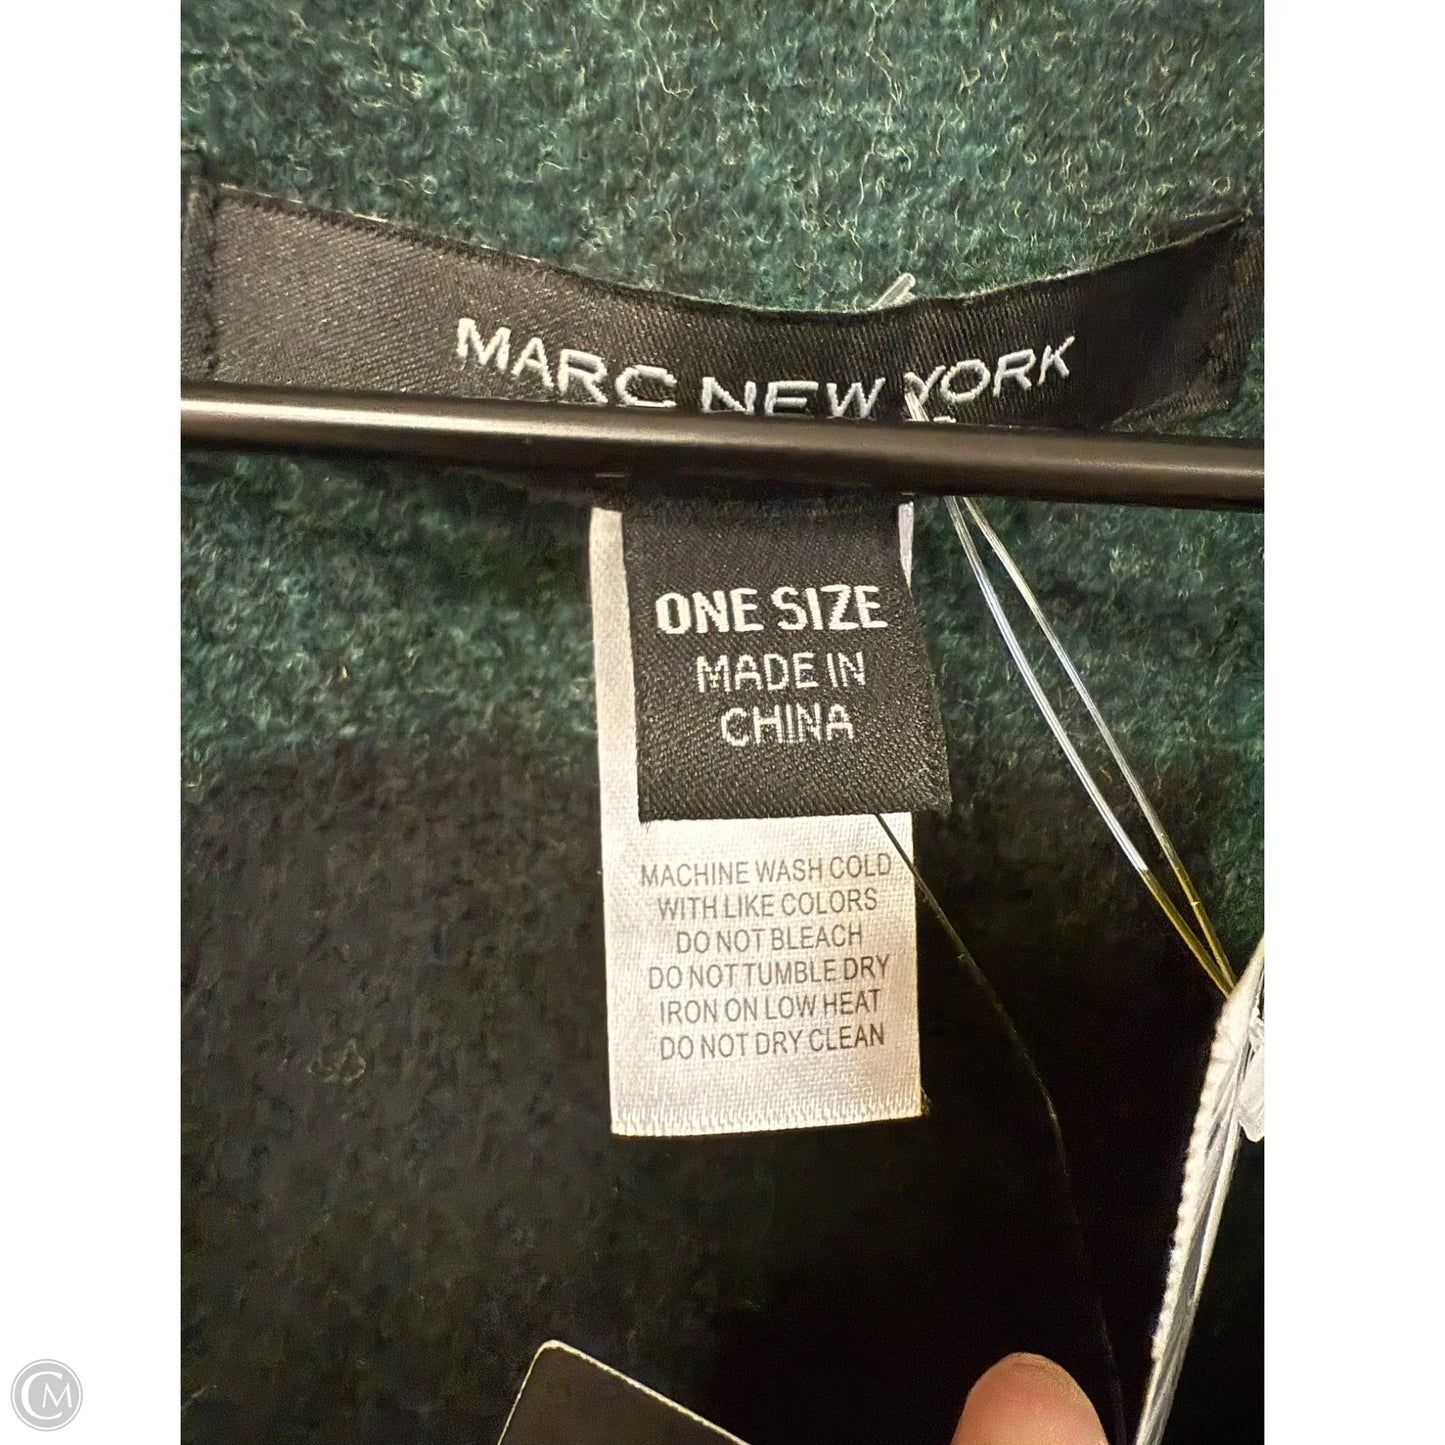 MARC NEW YORK
ONE SIZE
MADE IN
CHINA
MACHINE WASH COLD
WITH LIKE COLORS
DO NOT BLEACH
DO NOT TUMBLE DRY
IRON ON LOW HEAT
DO NOT DRY CLEAN
CM